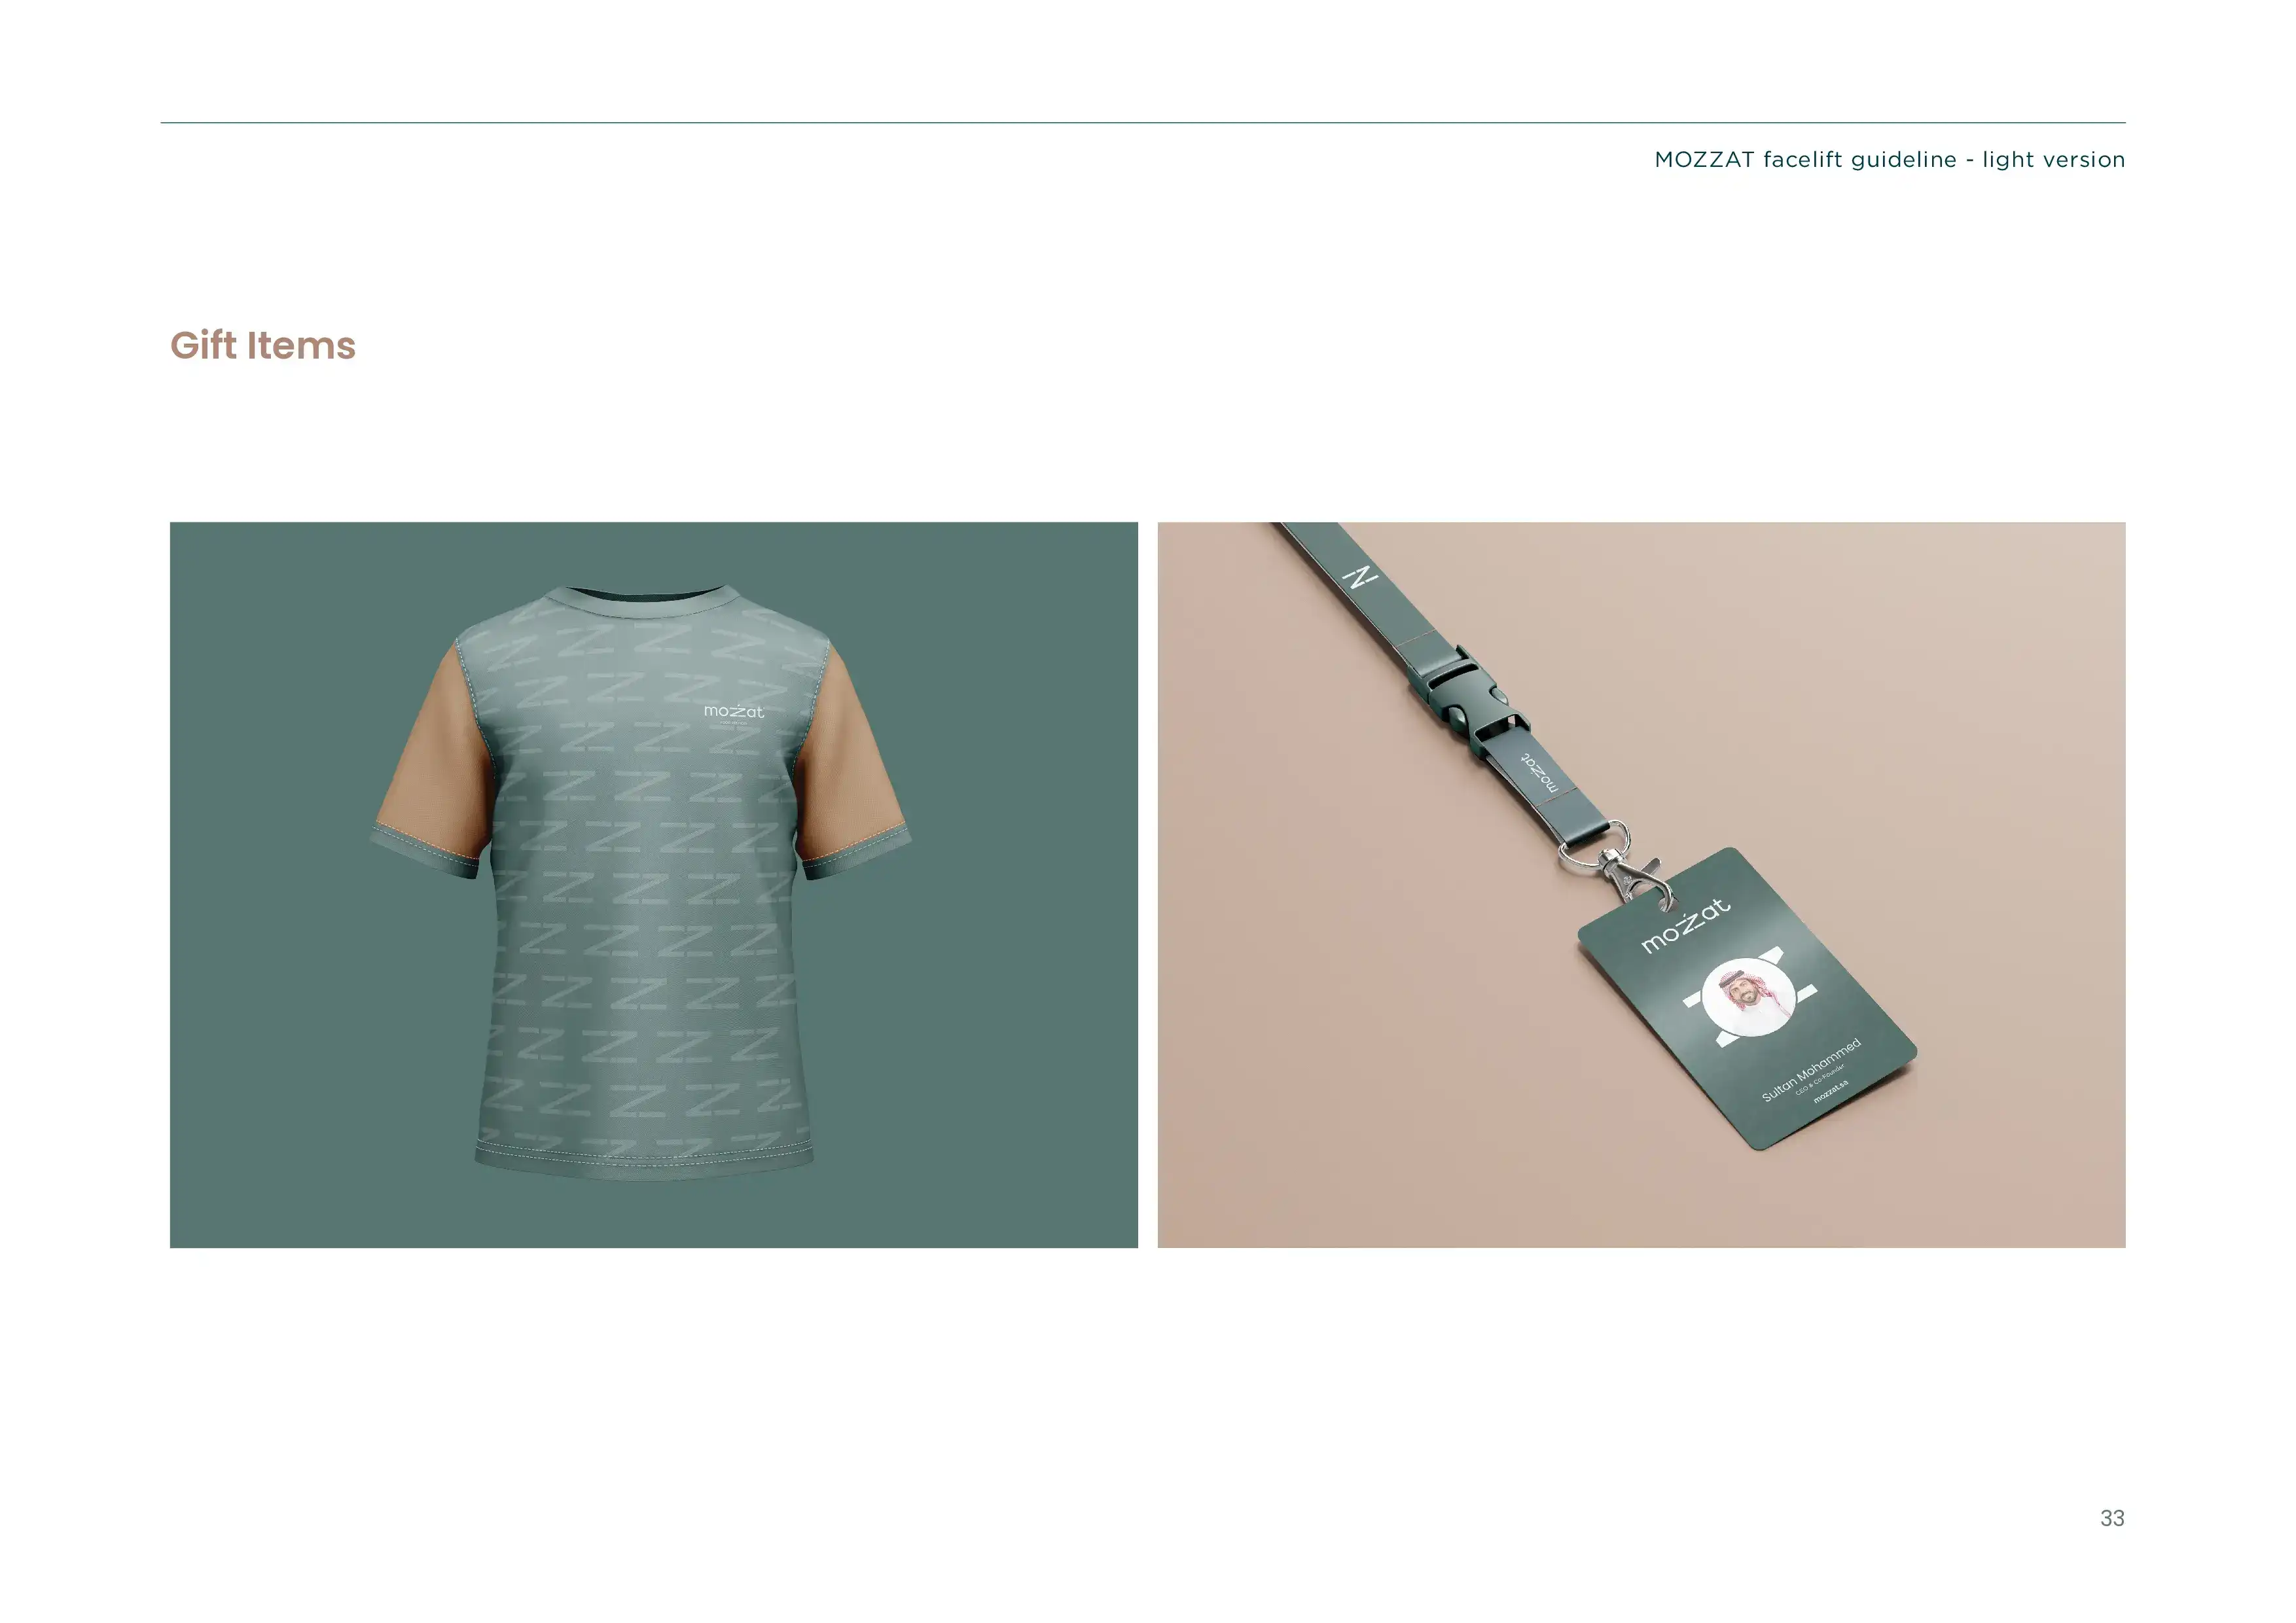 MOZZAT facelift guideline - light version
Gift Items
mozzat
mozzat
mozzat
Sultan Mohammed
CEO & Co-Founder
mozzat.sa
33